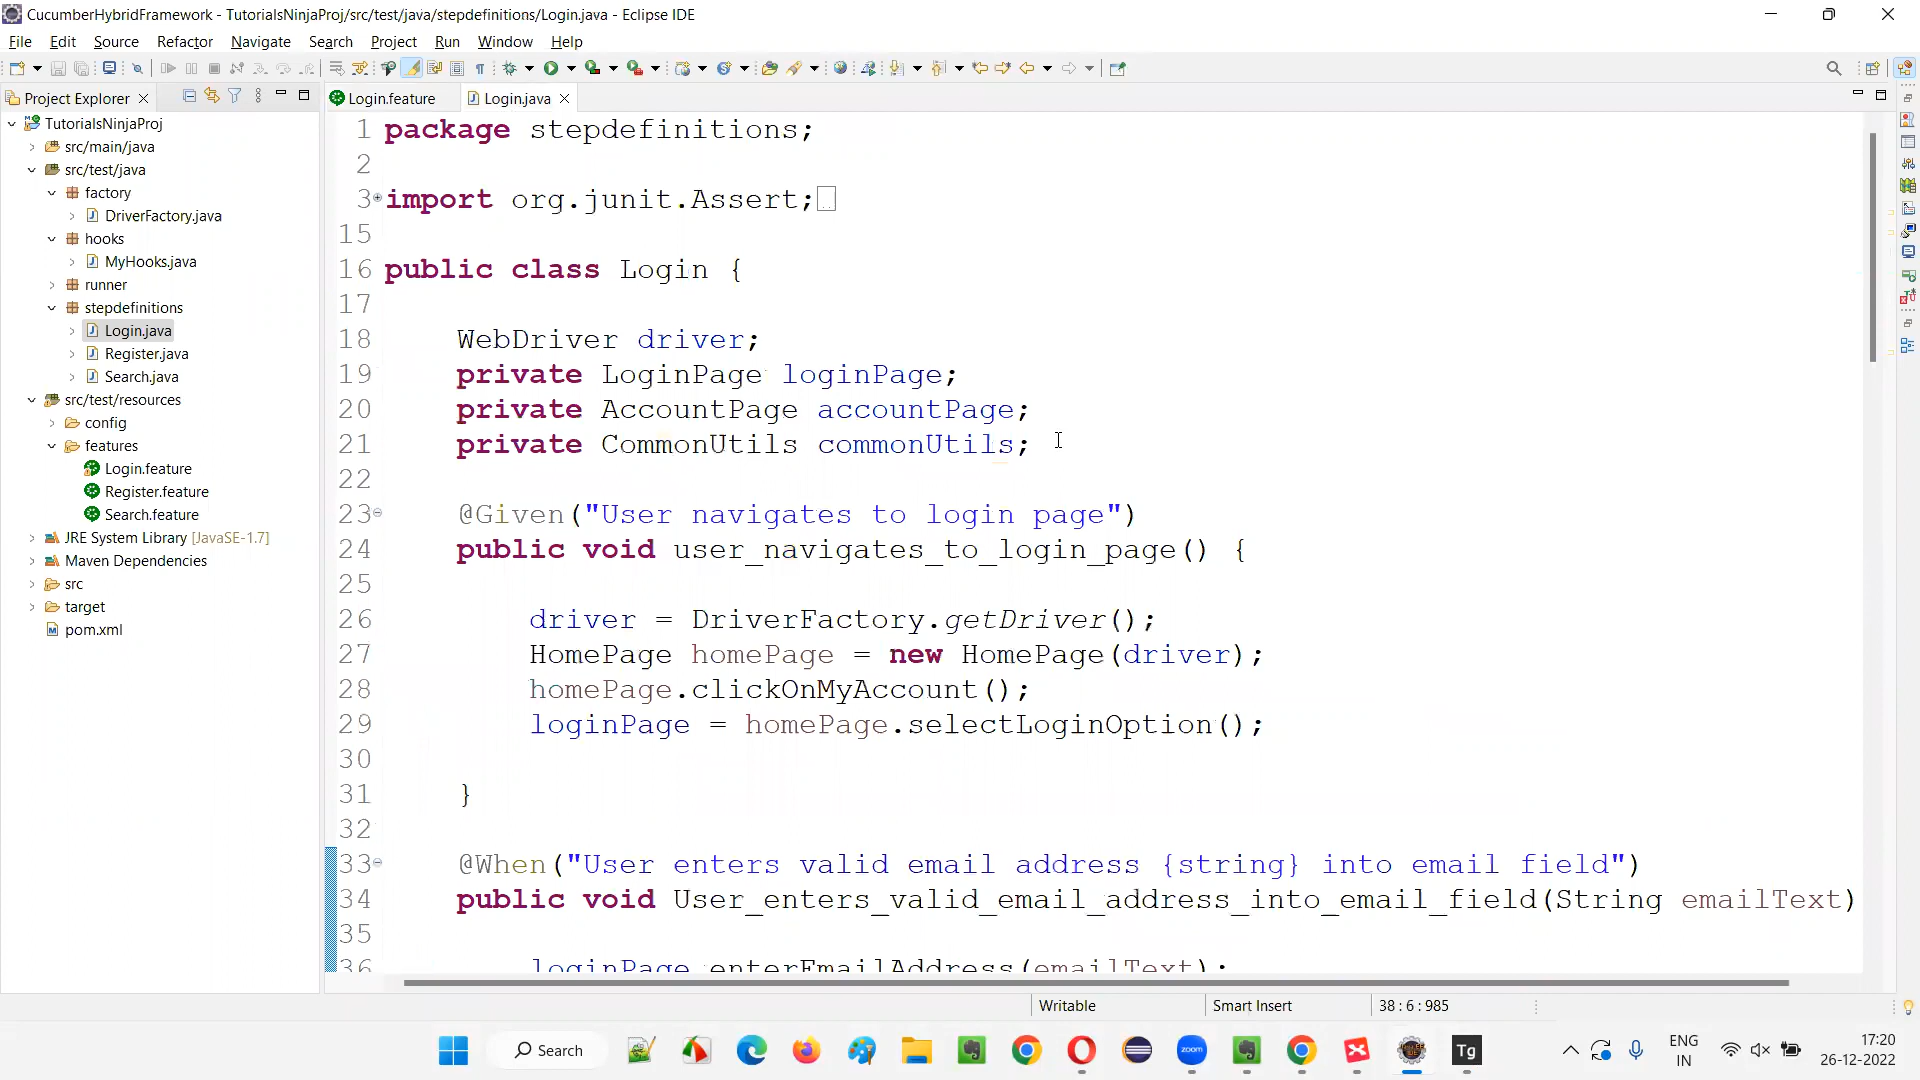 CucumberHybridFramework - TutorialsNinjaProj/src/test/java/stepdefinitions/Login.java - Eclipse IDE
File Edit Source Refactor Navigate Search Project Run Window Help
Project Explorer
TutorialsNinjaProj
src/main/java
src/test/java
factory
DriverFactory.java
hooks
MyHooks.java
runner
stepdefinitions
Login.java
Register.java
Search.java
src/test/resources
config
features
Login.feature
Register.feature
Search.feature
JRE System Library [JavaSE-1.7]
Maven Dependencies
src
target
pom.xml
Login.feature Login.java
1 package stepdefinitions;
2
3 import org.junit.Assert;
15
16 public class Login {
17
18 WebDriver driver;
19 private LoginPage loginPage;
20 private AccountPage accountPage;
21 private CommonUtils commonUtils;
22
23 @Given("User navigates to login page")
24 public void user_navigates_to_login_page() {
25
26 driver = DriverFactory.getDriver();
27 HomePage homePage = new HomePage(driver);
28 homePage.clickOnMyAccount();
29 loginPage = homePage.selectLoginOption();
30
31 }
32
33 @When("User enters valid email address {string} into email field")
34 public void User_enters_valid_email_address_into_email_field(String emailText)
35
36 loginPage.enterEmailAddress(emailText);
Writable Smart Insert 38 : 6 : 985
Search
zoom
Tg
ENG
IN
17:20
26-12-2022